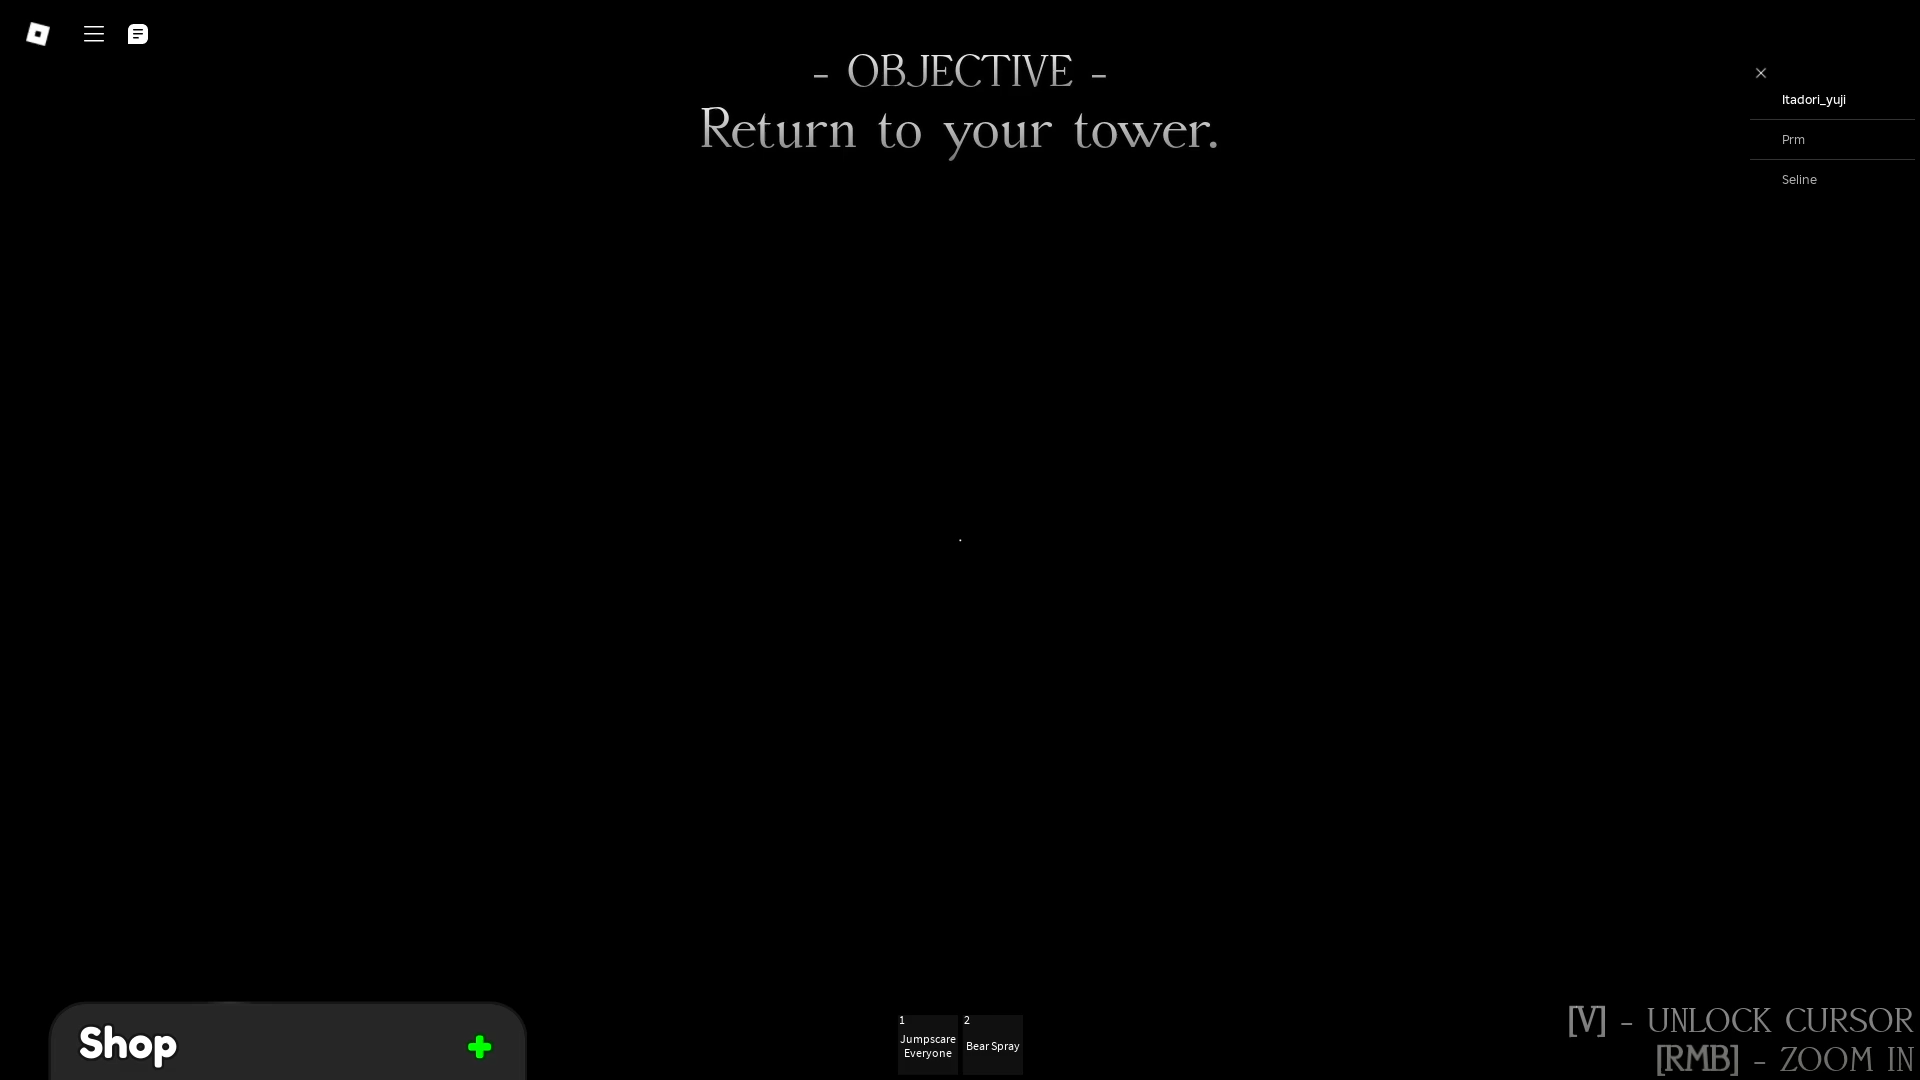 - OBJECTIVE -
Return to your tower.
Itadori_yuji
Prm
Seline
Shop
1
Jumpscare
Everyone
2
Bear Spray
[V] - UNLOCK CURSOR
[RMB] - ZOOM IN